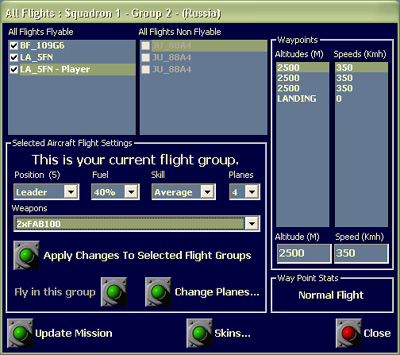 All Flights : Squadron 1 - Group 2 - (Russia)
All Flights Flyable
BF_109G6
LA_5FN
LA_5FN - Player
All Flights Non Flyable
JU_88A4
JU_88A4
JU_88A4
Waypoints
Altitudes (M) Speeds (Kmh)
2500 350
2500 350
2500 350
LANDING 0
Selected Aircraft Flight Settings
This is your current flight group.
Position (5) Fuel Skill Planes
Leader 40% Average 4
Weapons
2xFAB100
Apply Changes To Selected Flight Groups
Fly in this group Change Planes...
Altitude (M) Speed (Kmh)
2500 350
Way Point Stats
Normal Flight
Update Mission Skins... Close